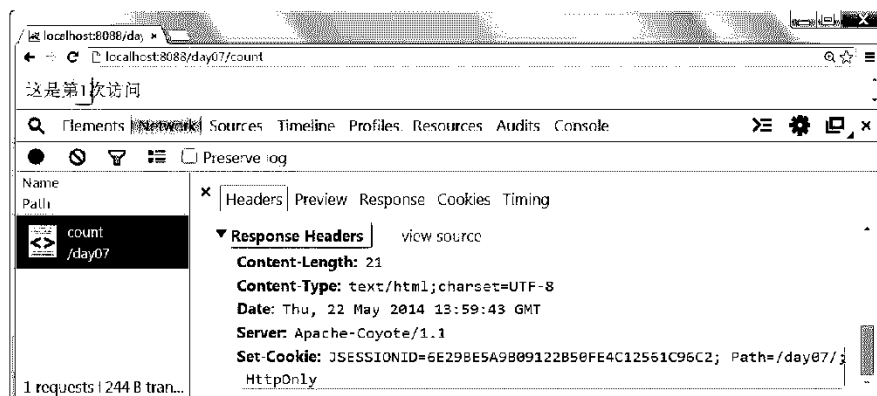 localhost:8088/day
localhost:8088/day07/count
这是第1次访问
Elements Network Sources Timeline Profiles Resources Audits Console
Preserve log
Name
Path
Headers Preview Response Cookies Timing
count
/day07
Response Headers view source
Content-Length: 21
Content-Type: text/html;charset=UTF-8
Date: Thu, 22 May 2014 13:59:43 GMT
Server: Apache-Coyote/1.1
Set-Cookie: JSESSIONID=6E29BE5A9B09122B50FE4C12561C96C2; Path=/day07/;
HttpOnly
1 requests | 244 B tran...